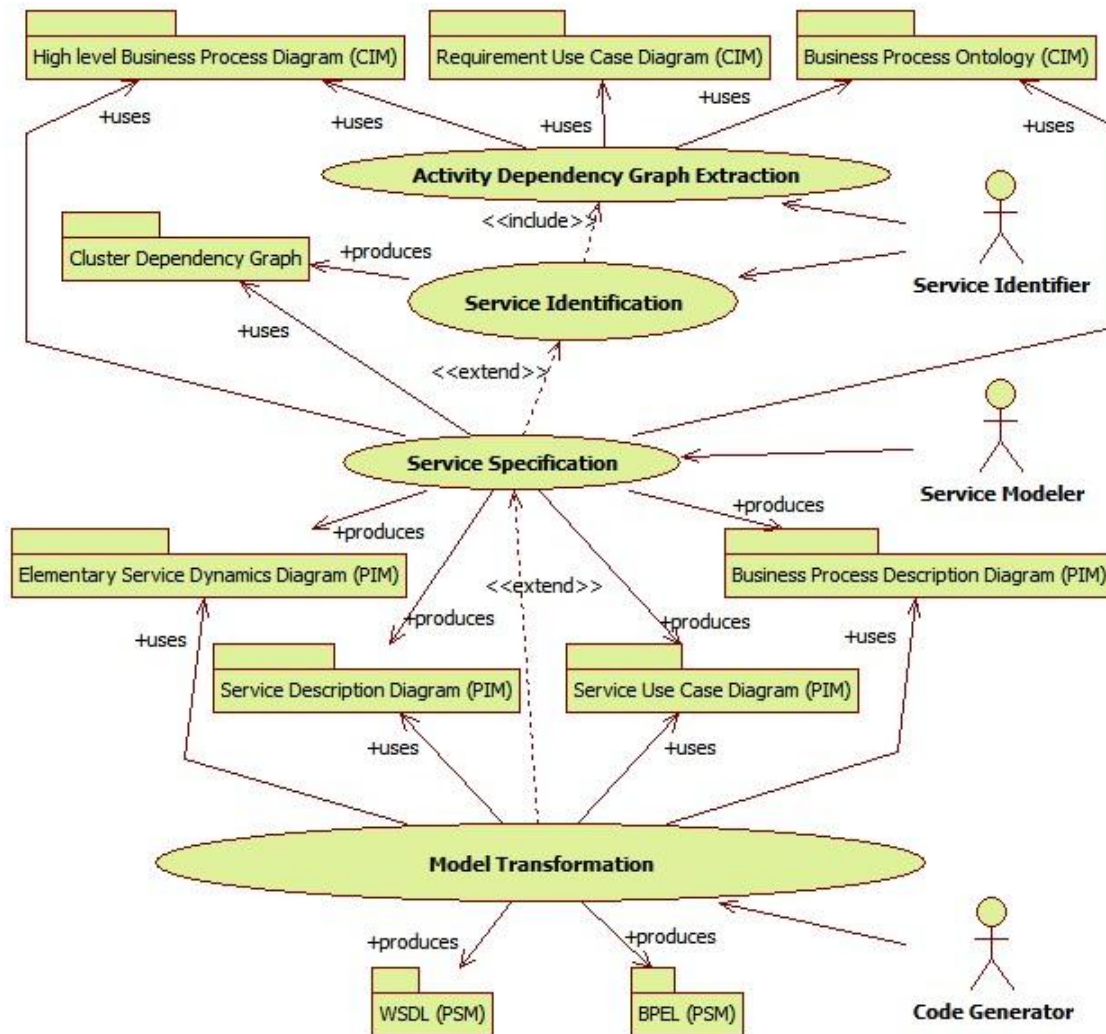 High level Business Process Diagram (CIM)
Requirement Use Case Diagram (CIM)
Business Process Ontology (CIM)
+uses
+uses
+uses
+uses
+uses
Activity Dependency Graph Extraction
<<include>>
+produces
Cluster Dependency Graph
Service Identification
Service Identifier
+uses
<<extend>>
Service Specification
Service Modeler
+produces
+produces
Elementary Service Dynamics Diagram (PIM)
<<extend>>
Business Process Description Diagram (PIM)
+produces
+produces
+uses
+uses
Service Description Diagram (PIM)
Service Use Case Diagram (PIM)
+uses
+uses
Model Transformation
+produces
+produces
WSDL (PSM)
BPEL (PSM)
Code Generator